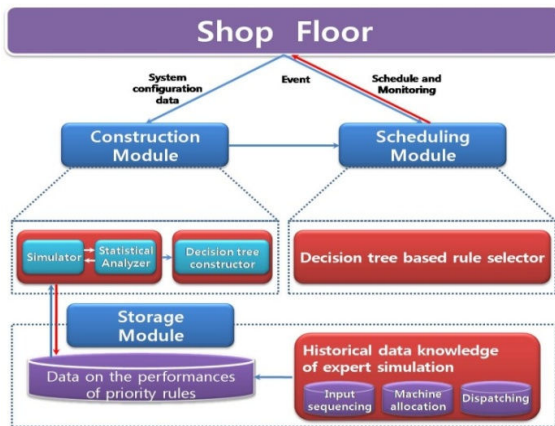 Shop Floor
System
configuration
data
Event
Schedule and
Monitoring
Construction
Module
Scheduling
Module
Simulator
Statistical
Analyzer
Decision tree
constructor
Decision tree based rule selector
Storage
Module
Data on the performances
of priority rules
Historical data knowledge
of expert simulation
Input
sequencing
Machine
allocation
Dispatching